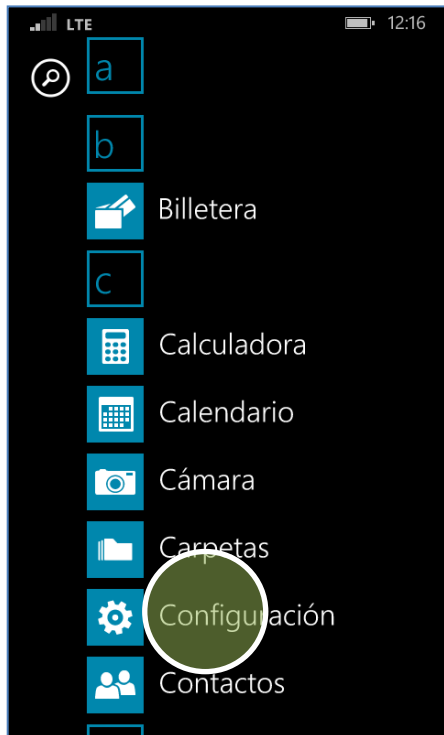 LTE 12:16
a
b
Billetera
c
Calculadora
Calendario
Cámara
Carpetas
Configuración
Contactos